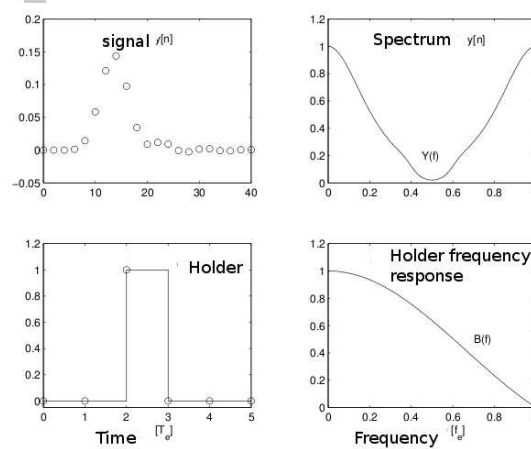 signal y[n]
0.2
0.15
0.1
0.05
0
−0.05
0 10 20 30 40
Spectrum y[n]
1.2
1
0.8
0.6
0.4
0.2
0
Y(f)
0 0.2 0.4 0.6 0.8 1
Holder
1.2
1
0.8
0.6
0.4
0.2
0
0 1 2 3 4 5
Time [Te]
Holder frequency
response
1.2
1
0.8
0.6
0.4
0.2
0
B(f)
0 0.2 0.4 0.6 0.8 1
Frequency [fe]